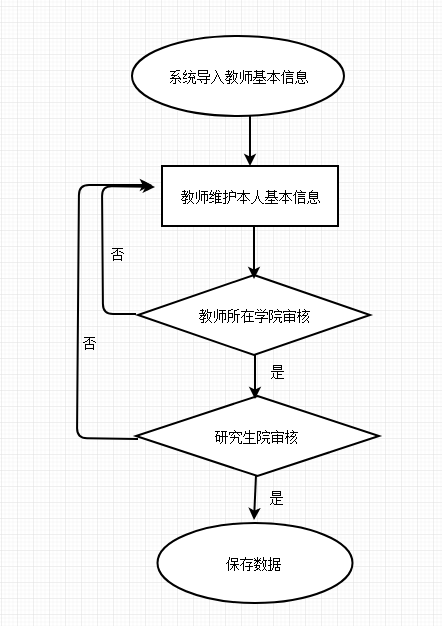 系统导入教师基本信息
教师维护本人基本信息
否
教师所在学院审核
否
是
研究生院审核
是
保存数据